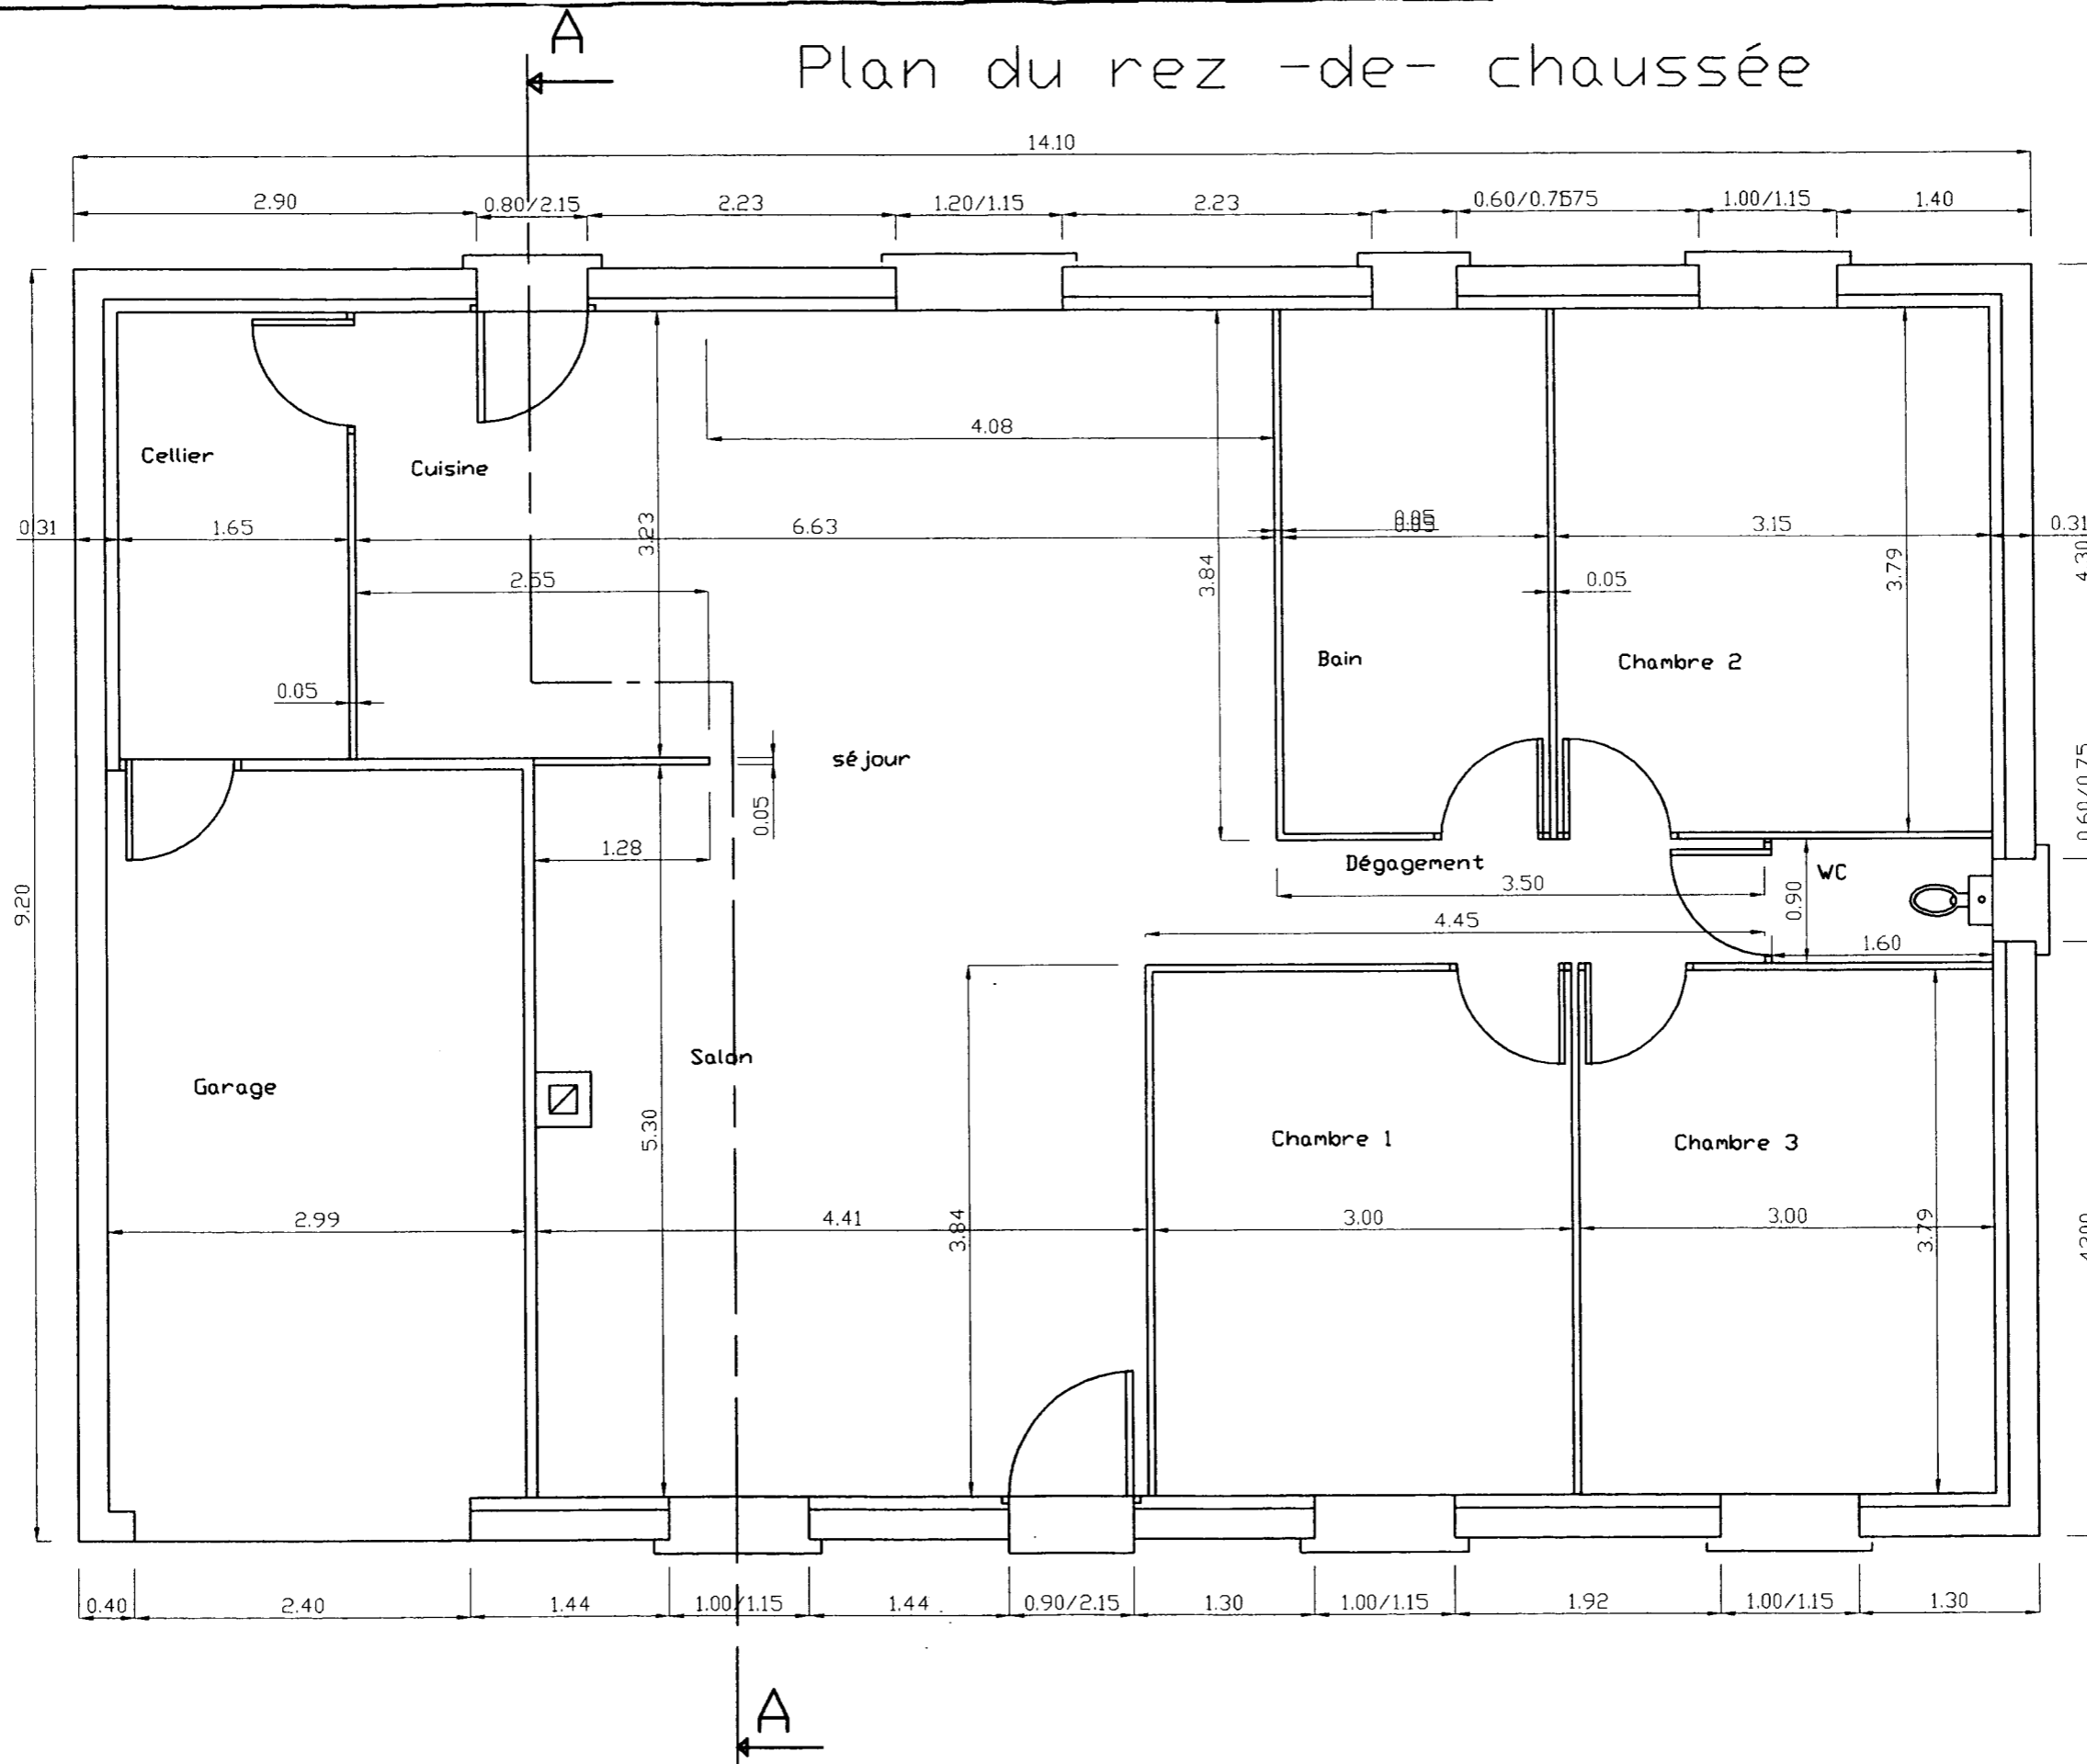 A
Plan du rez -de- chaussée
14.10
2.90 0.80/2.15 2.23 1.20/1.15 2.23 1.00/1.15 1.40
4.08
Cellier
Cuisine
0.31 1.65 3.23 6.63 3.15 0.31
4.30
3.84
3.79
2.55
0.05
Bain
Chambre 2
0.05
séjour
0.05
0.60/0.75
1.28
Dégagement
WC
3.50
0.90
9.20
4.45
1.60
Salon
Garage
5.30
Chambre 1
Chambre 3
2.99 4.41 3.84 3.00 3.00 3.79
0.40 2.40 1.44 1.00/1.15 1.44 0.90/2.15 1.30 1.00/1.15 1.92 1.00/1.15 1.30
A